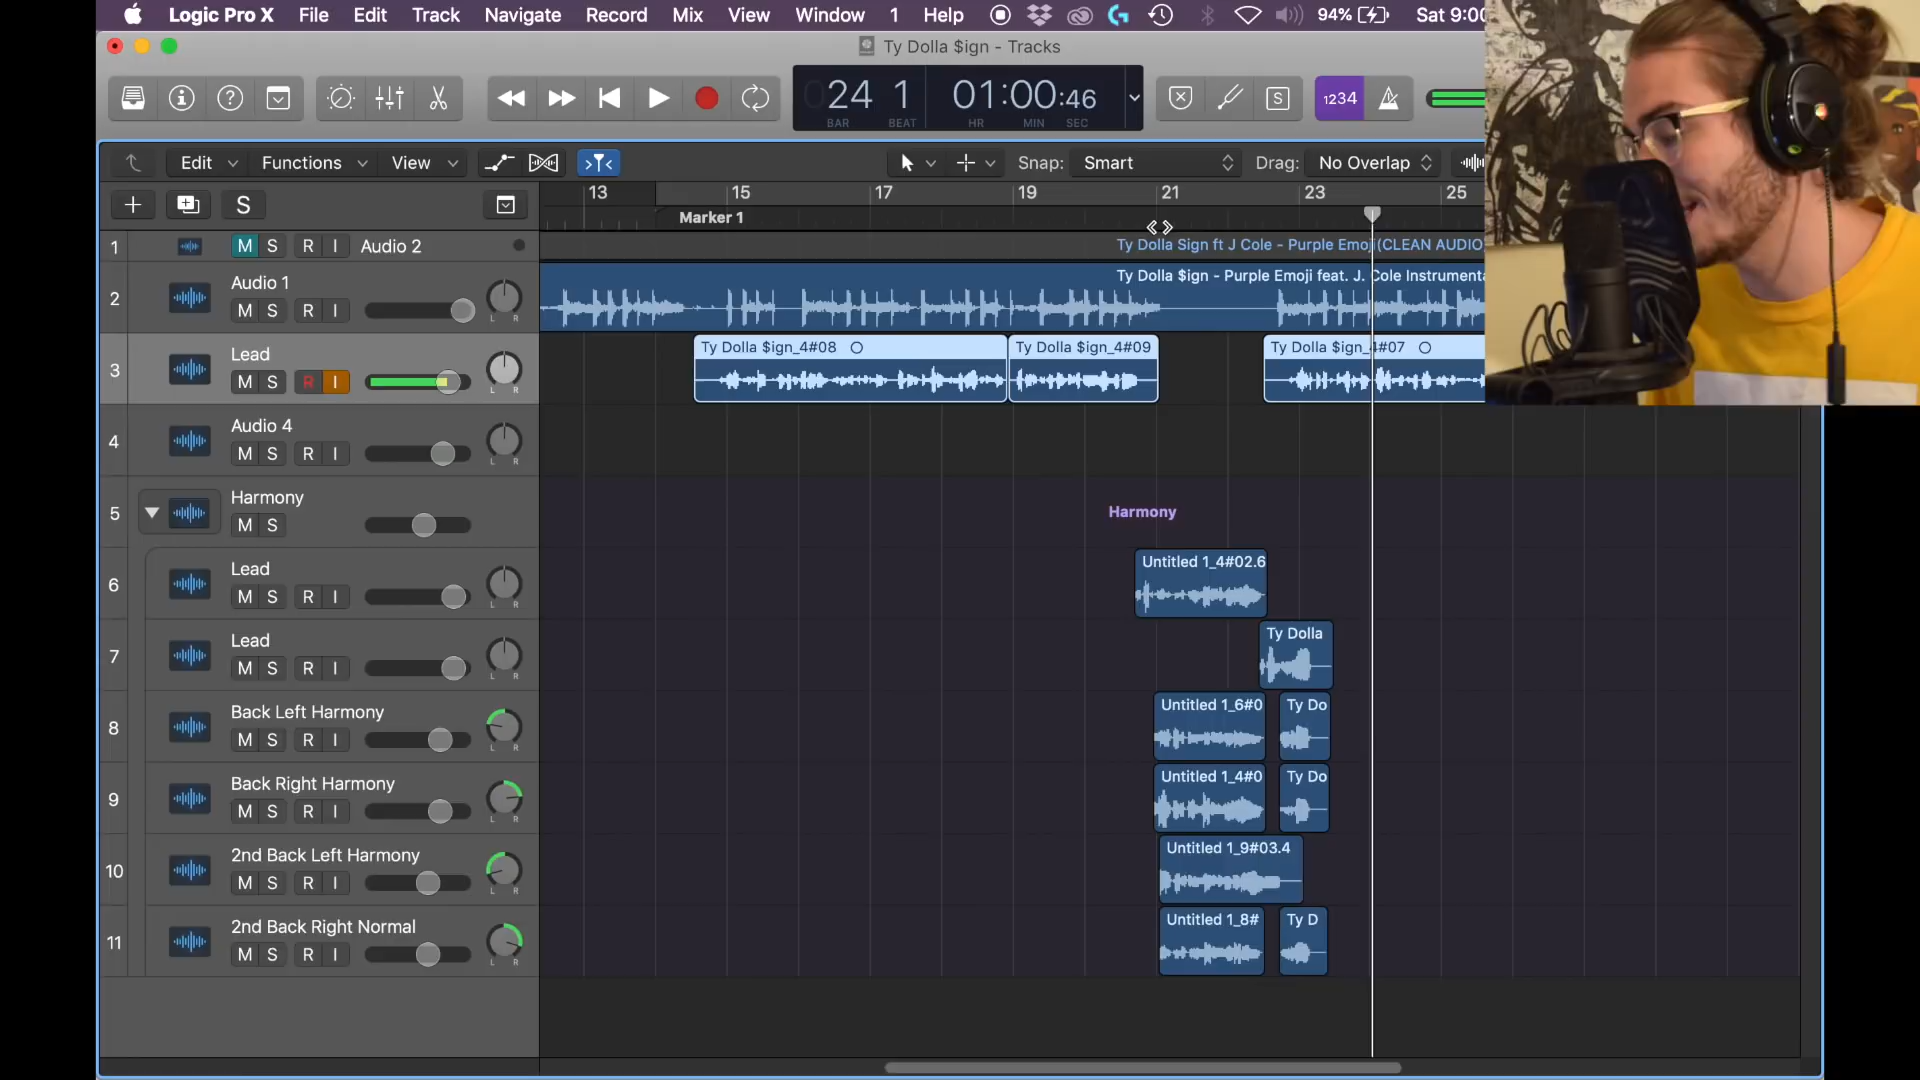 Logic Pro X File Edit Track Navigate Record Mix View Window 1 Help 94% Sat 9:00
Ty Dolla $ign - Tracks
24 1 01:00:46
BAR BEAT HR MIN SEC
S 1234
Edit Functions View Snap: Smart Drag: No Overlap
S 13 15 17 19 21 23 25
Marker 1
1 M S R I Audio 2 Ty Dolla Sign ft J Cole - Purple Emoji(CLEAN AUDIO
2 Audio 1 Ty Dolla $ign - Purple Emoji feat. J. Cole Instrumenta
M S R I L R
3 Lead Ty Dolla $ign_4#08 Ty Dolla $ign_4#09 Ty Dolla $ign_4#07
M S R I L R
4 Audio 4
M S R I L R
5 Harmony Harmony
M S
6 Lead Untitled 1_4#02.6
M S R I L R
7 Lead Ty Dolla
M S R I L R
8 Back Left Harmony Untitled 1_6#0 Ty Do
M S R I L R
9 Back Right Harmony Untitled 1_4#0 Ty Do
M S R I L R
10 2nd Back Left Harmony Untitled 1_9#03.4
M S R I L R
11 2nd Back Right Normal Untitled 1_8# Ty D
M S R I L R